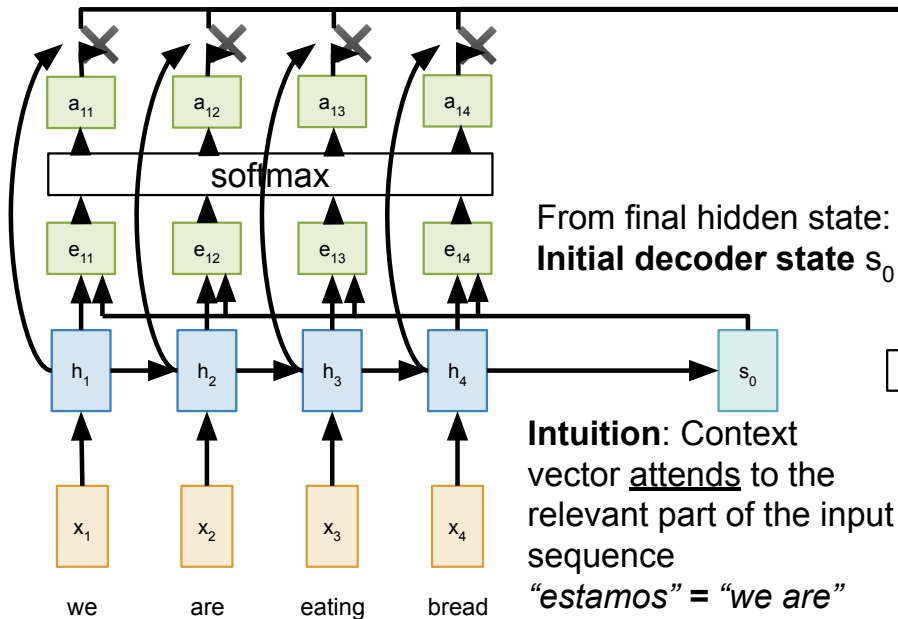 a11 a12 a13 a14
softmax
e11 e12 e13 e14
From final hidden state:
Initial decoder state s0
h1 h2 h3 h4 s0
Intuition: Context
vector attends to the
relevant part of the input
sequence
“estamos” = “we are”
x1 x2 x3 x4
we are eating bread